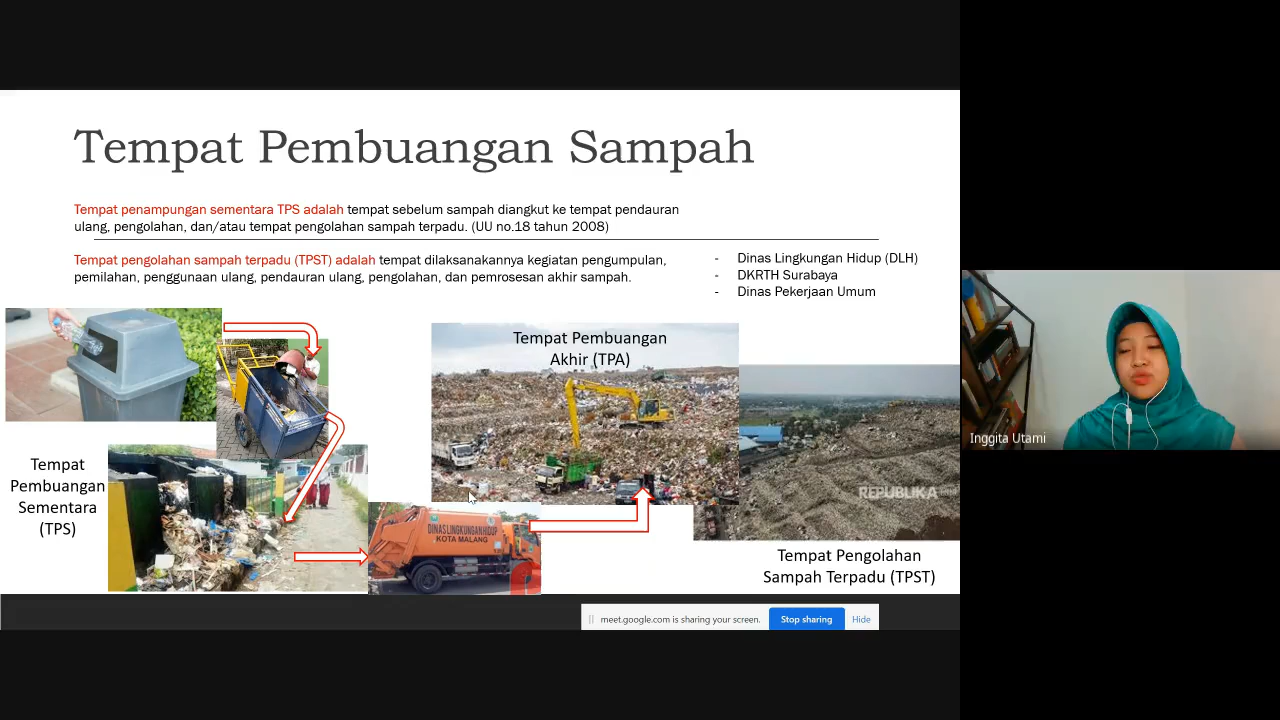 Tempat Pembuangan Sampah
Tempat penampungan sementara TPS adalah tempat sebelum sampah diangkut ke tempat pendauran
ulang, pengolahan, dan/atau tempat pengolahan sampah terpadu. (UU no.18 tahun 2008)
Tempat pengolahan sampah terpadu (TPST) adalah tempat dilaksanakannya kegiatan pengumpulan,
pemilahan, penggunaan ulang, pendauran ulang, pengolahan, dan pemrosesan akhir sampah.
- Dinas Lingkungan Hidup (DLH)
- DKRTH Surabaya
- Dinas Pekerjaan Umum
Tempat Pembuangan
Akhir (TPA)
Tempat
Pembuangan
Sementara
(TPS)
DINAS LINGKUNGAN HIDUP
KOTA MALANG
REPUBLIKA
Tempat Pengolahan
Sampah Terpadu (TPST)
Inggita Utami
meet.google.com is sharing your screen.
Stop sharing
Hide